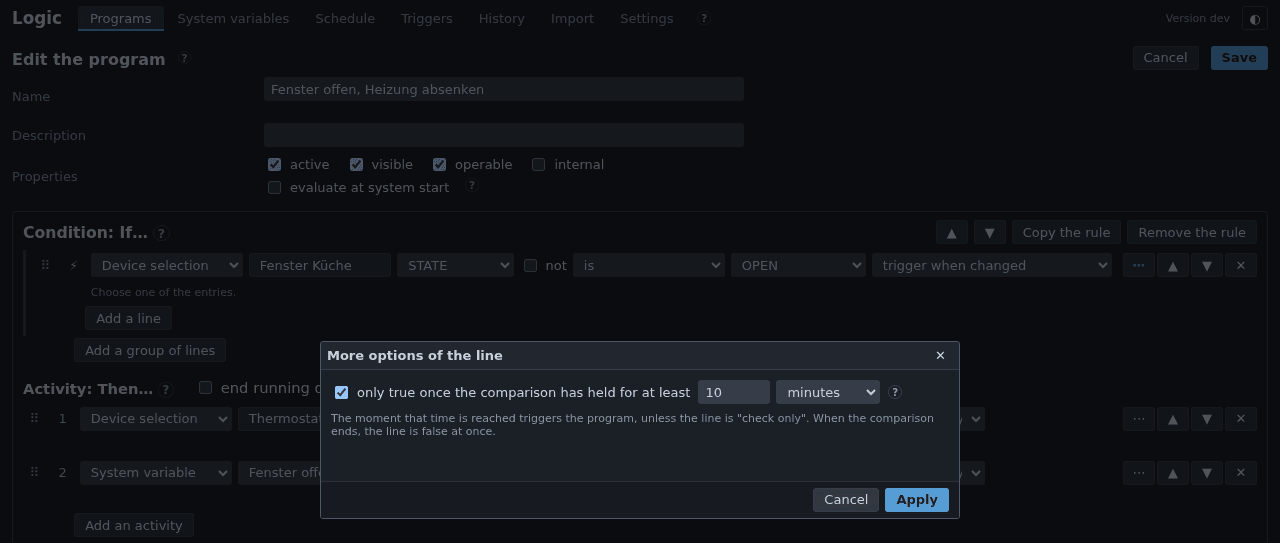 Logic Programs System variables Schedule Triggers History Import Settings ? Version dev
Edit the program ? Cancel Save
Name Fenster offen, Heizung absenken
Description
Properties active visible operable internal
evaluate at system start ?
Condition: If... ? Copy the rule Remove the rule
Device selection Fenster Küche STATE not is OPEN trigger when changed
Choose one of the entries.
Add a line
Add a group of lines
More options of the line
Activity: Then... ? end running
only true once the comparison has held for at least 10 minutes ?
1 Device selection
The moment that time is reached triggers the program, unless the line is "check only". When the comparison
ends, the line is false at once.
2 System variable Fenster
Cancel Apply
Add an activity